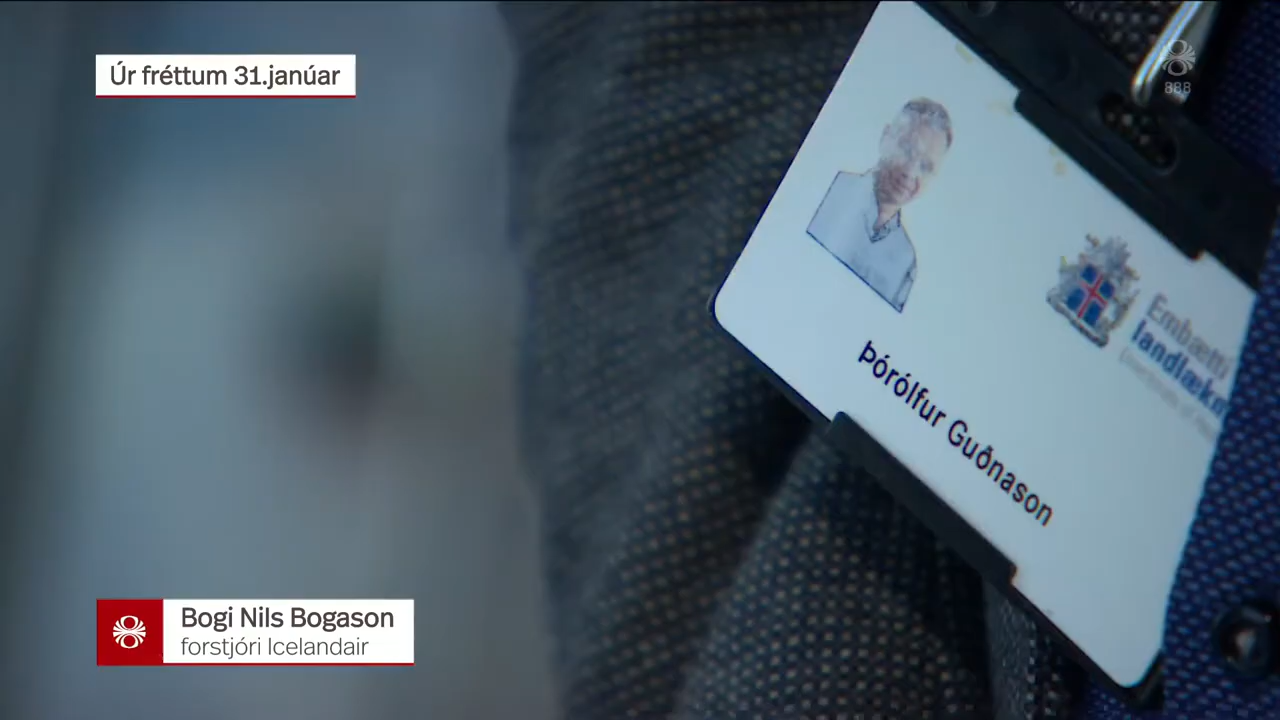 Úr fréttum 31.janúar
888
Embætti
landlækn
Þórólfur Guðnason
Bogi Nils Bogason
forstjóri Icelandair